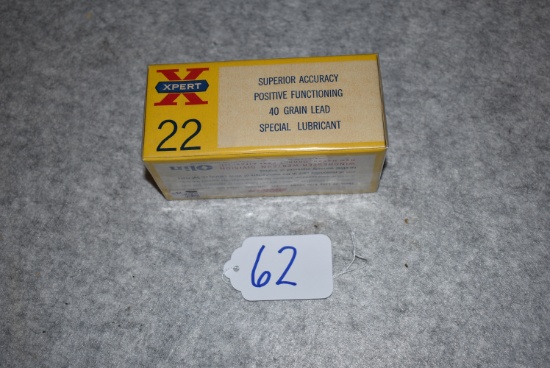 X
XPERT
22
SUPERIOR ACCURACY
POSITIVE FUNCTIONING
40 GRAIN LEAD
SPECIAL LUBRICANT
62